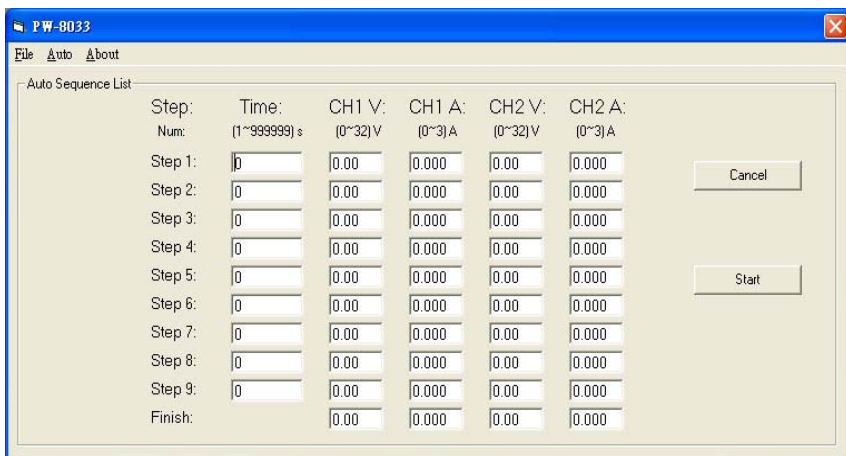 PW-8033
File Auto About
Auto Sequence List
Step: Time: CH1 V: CH1 A: CH2 V: CH2 A:
Num: (1~999999) s (0~32) V (0~3) A (0~32) V (0~3) A
Step 1: 0 0.00 0.000 0.00 0.000
Cancel
Step 2: 0 0.00 0.000 0.00 0.000
Step 3: 0 0.00 0.000 0.00 0.000
Step 4: 0 0.00 0.000 0.00 0.000
Step 5: 0 0.00 0.000 0.00 0.000
Start
Step 6: 0 0.00 0.000 0.00 0.000
Step 7: 0 0.00 0.000 0.00 0.000
Step 8: 0 0.00 0.000 0.00 0.000
Step 9: 0 0.00 0.000 0.00 0.000
Finish: 0.00 0.000 0.00 0.000